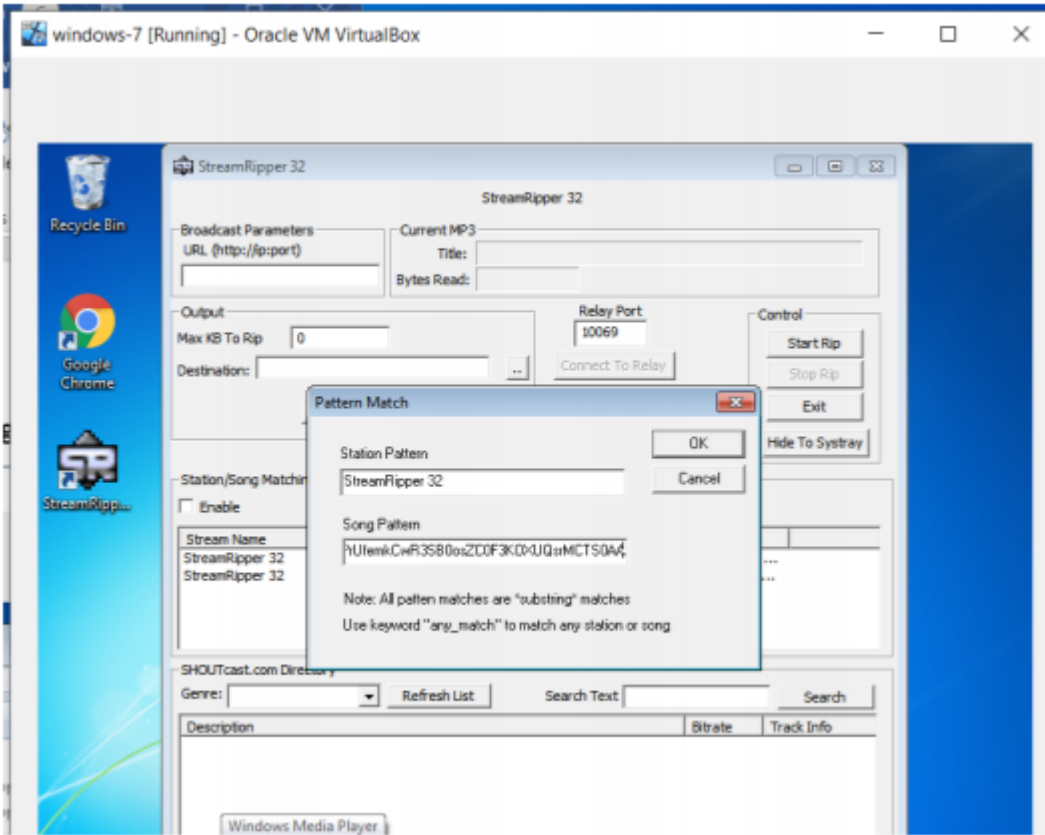 windows-7 [Running] - Oracle VM VirtualBox
StreamRipper 32
StreamRipper 32
Recycle Bin
Broadcast Parameters
Current MP3
URL (http://ip:port)
Title:
Bytes Read:
Output
Relay Port
Control
Max KB To Rip
0
10069
Start Rip
Google Chrome
Destination:
..
Connect To Relay
Stop Rip
Exit
Hide To Systray
Pattern Match
OK
Cancel
Station Pattern
StreamRipper 32
StreamRipp...
Station/Song Matchin
Enable
Song Pattern
Stream Name
StreamRipper 32
...
StreamRipper 32
...
Note: All patten matches are "substring" matches
Use keyword "any_match" to match any station or song
SHOUTcast.com Directory
Genre:
Refresh List
Search Text
Search
Description
Bitrate
Track Info
Windows Media Player